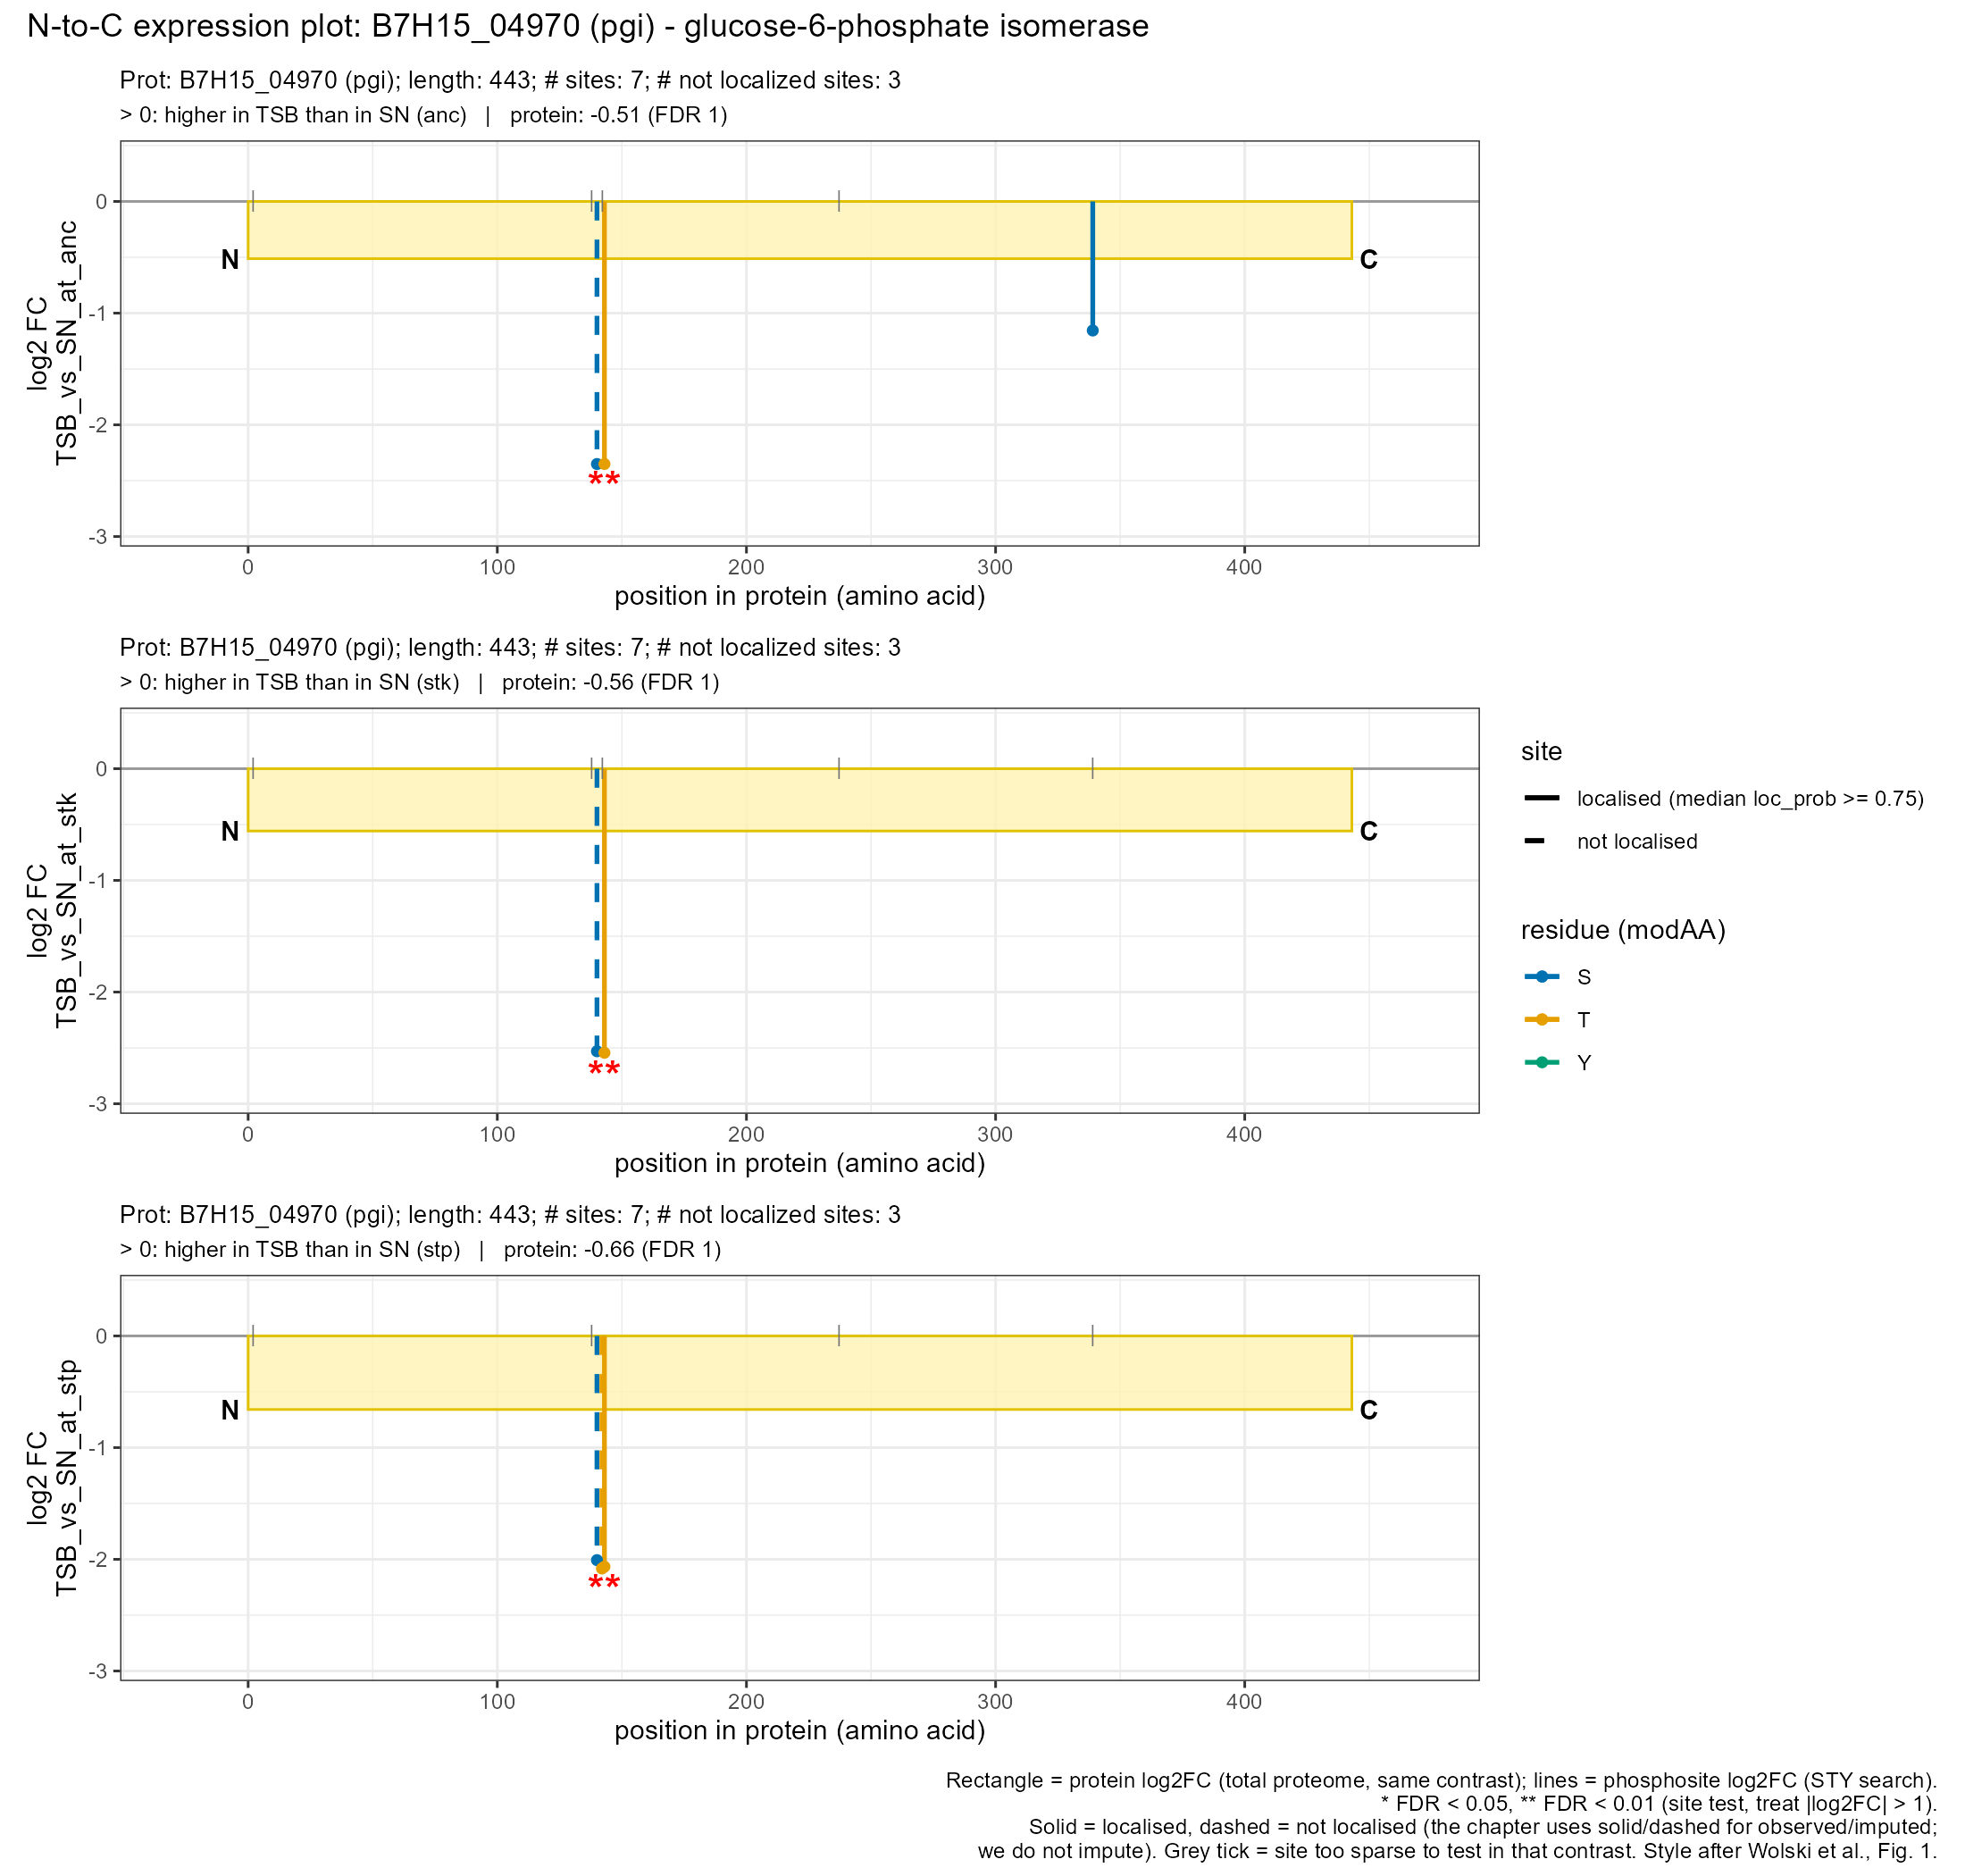 N-to-C expression plot: B7H15_04970 (pgi) - glucose-6-phosphate isomerase
Prot: B7H15_04970 (pgi); length: 443; # sites: 7; # not localized sites: 3
> 0: higher in TSB than in SN (anc)   |   protein: -0.51 (FDR 1)
log2 FC
TSB_vs_SN_at_anc
0
-1
-2
-3
N
C
**
0 100 200 300 400
position in protein (amino acid)
Prot: B7H15_04970 (pgi); length: 443; # sites: 7; # not localized sites: 3
> 0: higher in TSB than in SN (stk)   |   protein: -0.56 (FDR 1)
log2 FC
TSB_vs_SN_at_stk
0
-1
-2
-3
N
C
**
0 100 200 300 400
position in protein (amino acid)
site
localised (median loc_prob >= 0.75)
not localised
residue (modAA)
S
T
Y
Prot: B7H15_04970 (pgi); length: 443; # sites: 7; # not localized sites: 3
> 0: higher in TSB than in SN (stp)   |   protein: -0.66 (FDR 1)
log2 FC
TSB_vs_SN_at_stp
0
-1
-2
-3
N
C
**
0 100 200 300 400
position in protein (amino acid)
Rectangle = protein log2FC (total proteome, same contrast); lines = phosphosite log2FC (STY search).
* FDR < 0.05, ** FDR < 0.01 (site test, treat |log2FC| > 1).
Solid = localised, dashed = not localised (the chapter uses solid/dashed for observed/imputed;
we do not impute). Grey tick = site too sparse to test in that contrast. Style after Wolski et al., Fig. 1.